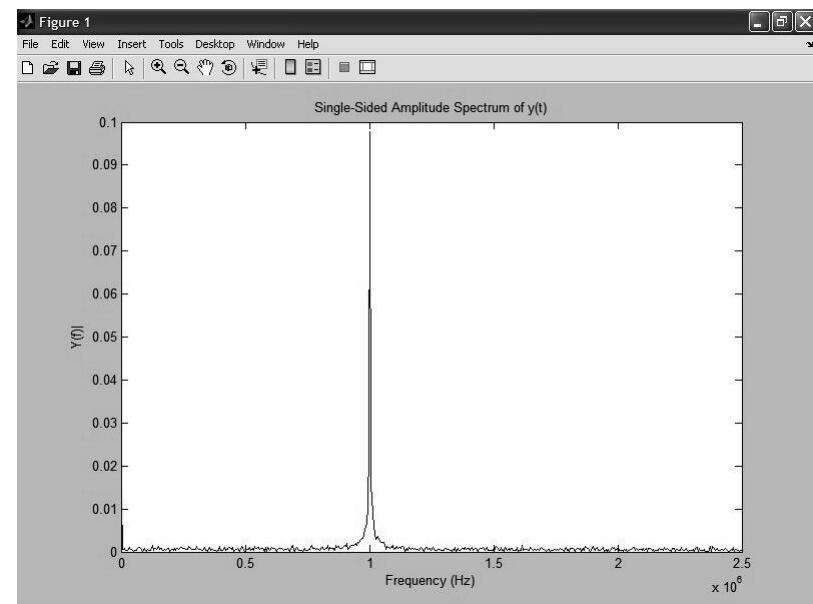 Figure 1
File Edit View Insert Tools Desktop Window Help
Single-Sided Amplitude Spectrum of y(t)
0.1
0.09
0.08
0.07
0.06
0.05
0.04
0.03
0.02
0.01
0
Y(f)|
0 0.5 1 1.5 2 2.5
Frequency (Hz)
x 10⁶